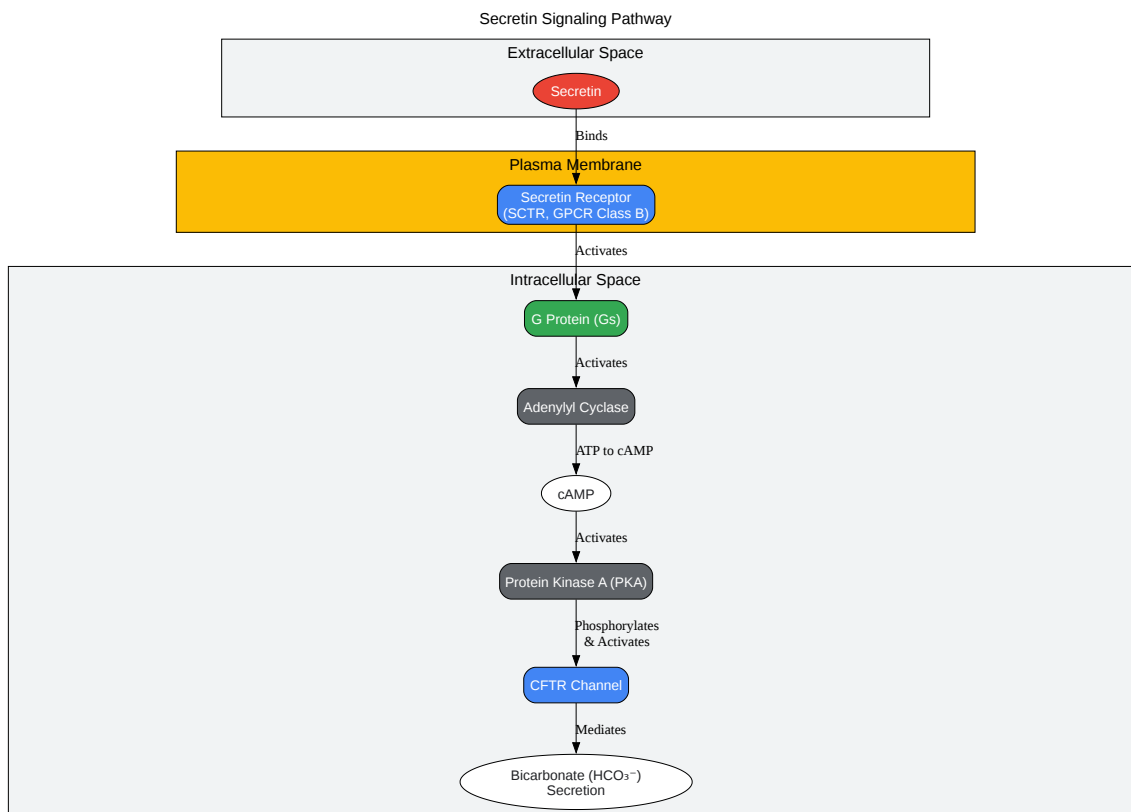 Secretin Signaling Pathway
Extracellular Space
Secretin
Binds
Plasma Membrane
Secretin Receptor
(SCTR, GPCR Class B)
Activates
Intracellular Space
G Protein (Gs)
Activates
Adenylyl Cyclase
ATP to cAMP
cAMP
Activates
Protein Kinase A (PKA)
Phosphorylates
& Activates
CFTR Channel
Mediates
Bicarbonate (HCO₃⁻)
Secretion